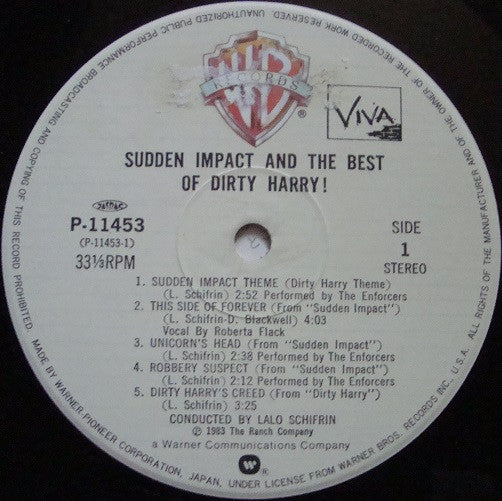 WB
RECORDS
®
VIVA
SUDDEN IMPACT AND THE BEST
OF DIRTY HARRY!
JASRAC
P-11453
(P-11453-1)
33⅓RPM
SIDE
1
STEREO
1. SUDDEN IMPACT THEME (Dirty Harry Theme)
(L. Schifrin) 2:52 Performed by The Enforcers
2. THIS SIDE OF FOREVER (From "Sudden Impact")
(L. Schifrin-D. Blackwell) 4:03
Vocal By Roberta Flack
3. UNICORN'S HEAD (From "Sudden Impact")
(L. Schifrin) 2:38 Performed by The Enforcers
4. ROBBERY SUSPECT (From "Sudden Impact")
(L. Schifrin) 2:12 Performed by The Enforcers
5. DIRTY HARRY'S CREED (From "Dirty Harry")
(L. Schifrin) 3:25
CONDUCTED BY LALO SCHIFRIN
℗ 1983 The Ranch Company
a Warner Communications Company
MADE BY WARNER-PIONEER CORPORATION, JAPAN, UNDER LICENSE FROM WARNER BROS. RECORDS INC. U.S.A. ALL RIGHTS OF THE MANUFACTURER AND OF THE OWNER OF THE RECORDED WORK RESERVED. UNAUTHORIZED PUBLIC PERFORMANCE BROADCASTING AND COPYING OF THIS RECORD PROHIBITED.